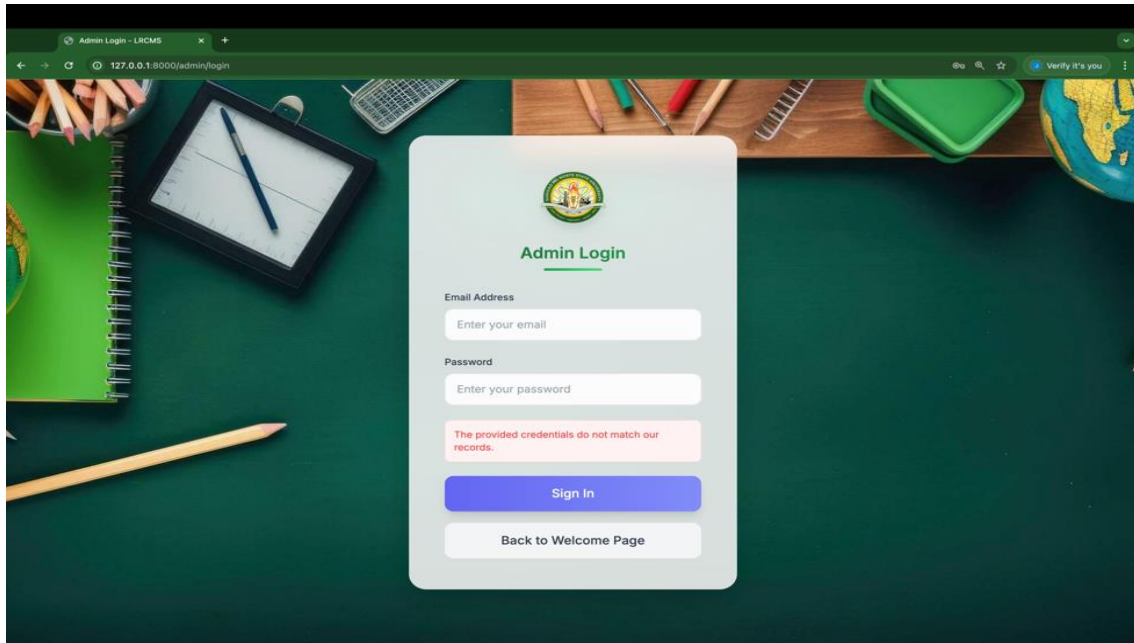 Admin Login - LRCMS
127.0.0.1:8000/admin/login
Verify it's you
Admin Login
Email Address
Enter your email
Password
Enter your password
The provided credentials do not match our
records.
Sign In
Back to Welcome Page